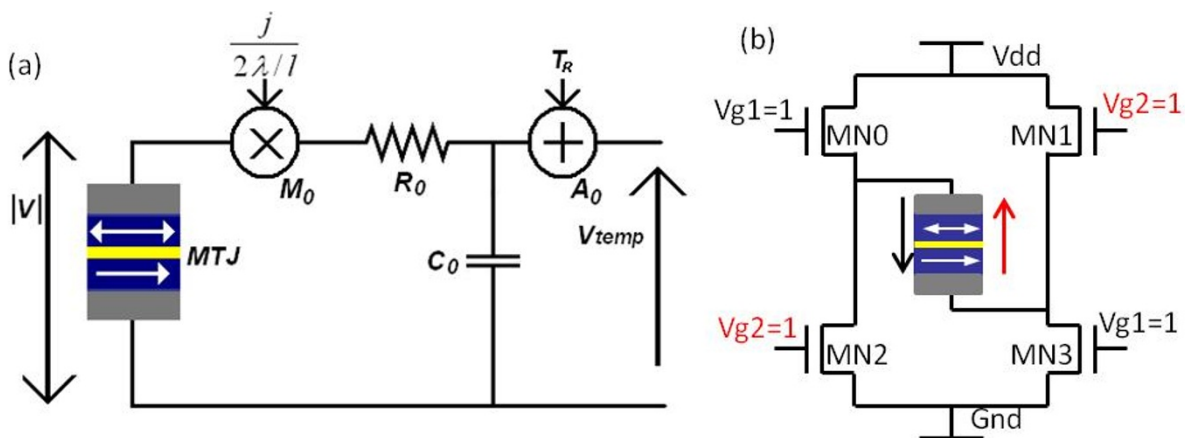 (a)
j
2λ/l
T_R
|V|
MTJ
M_0
R_0
C_0
A_0
Vtemp
(b)
Vdd
Vg1=1
MN0
MN1
Vg2=1
Vg2=1
MN2
MN3
Vg1=1
Gnd